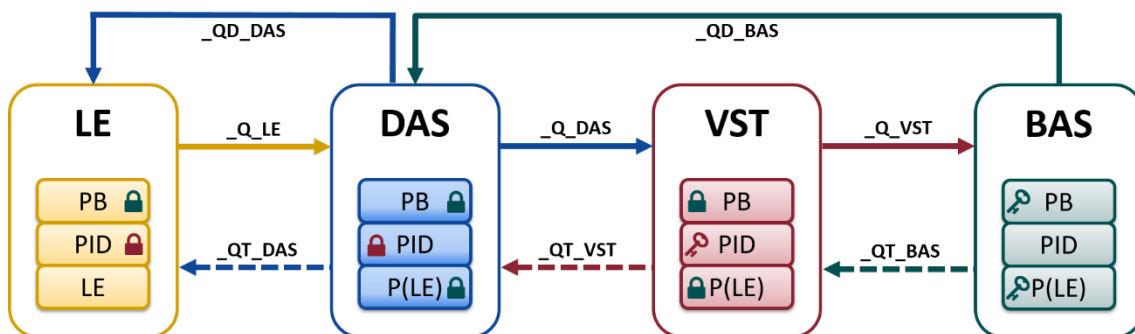 _QD_DAS
_QD_BAS
LE
DAS
VST
BAS
_Q_LE
_Q_DAS
_Q_VST
PB
PB
PB
PB
PID
PID
PID
PID
_QT_DAS
_QT_VST
_QT_BAS
LE
P(LE)
P(LE)
P(LE)